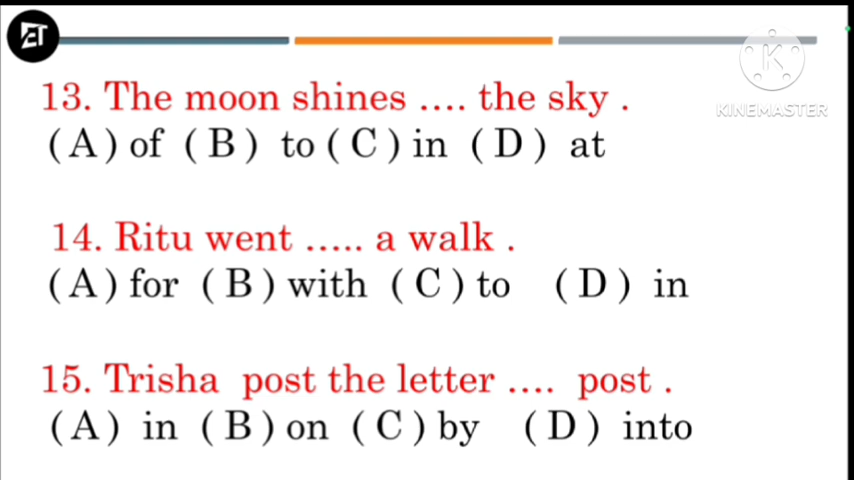 ET
KINEMASTER
13. The moon shines .... the sky .
(A) of (B) to (C) in (D) at
14. Ritu went ..... a walk .
(A) for (B) with (C) to (D) in
15. Trisha post the letter .... post .
(A) in (B) on (C) by (D) into